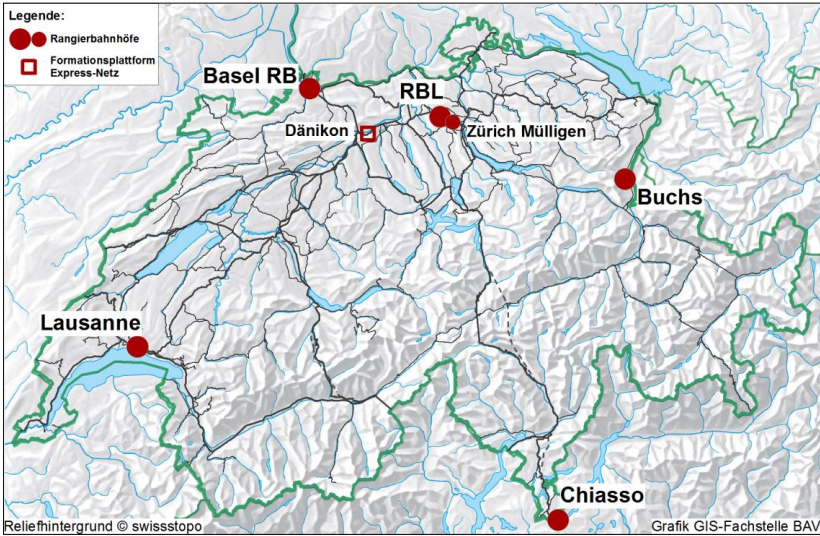 Legende:
Rangierbahnhöfe
Formationsplattform
Express-Netz
Basel RB
RBL
Dänikon
Zürich Mülligen
Buchs
Lausanne
Chiasso
Reliefhintergrund © swissstopo
Grafik GIS-Fachstelle BAV